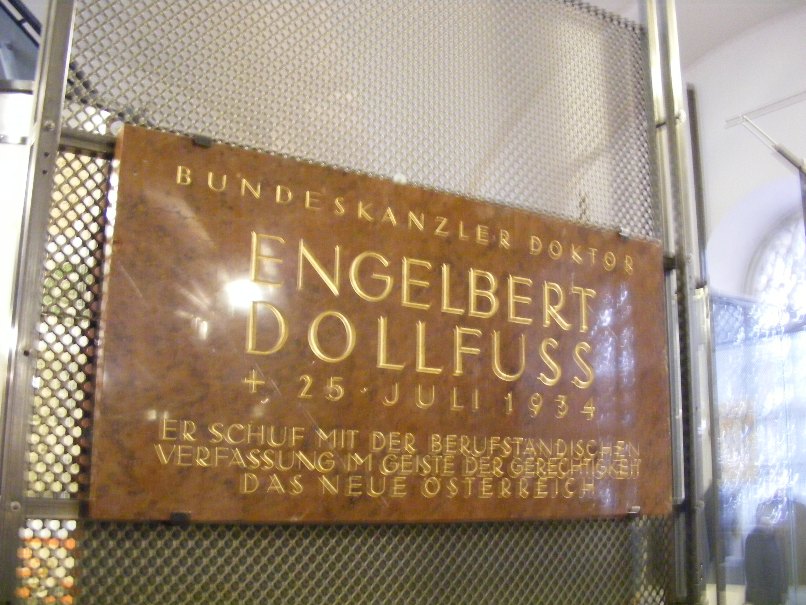 BUNDESKANZLER DOKTOR
ENGELBERT
DOLLFUSS
+ 25 · JULI 1934
ER SCHUF MIT DER BERUFSTÄNDISCHEN
VERFASSUNG IM GEISTE DER GERECHTIGKEIT
DAS NEUE ÖSTERREICH